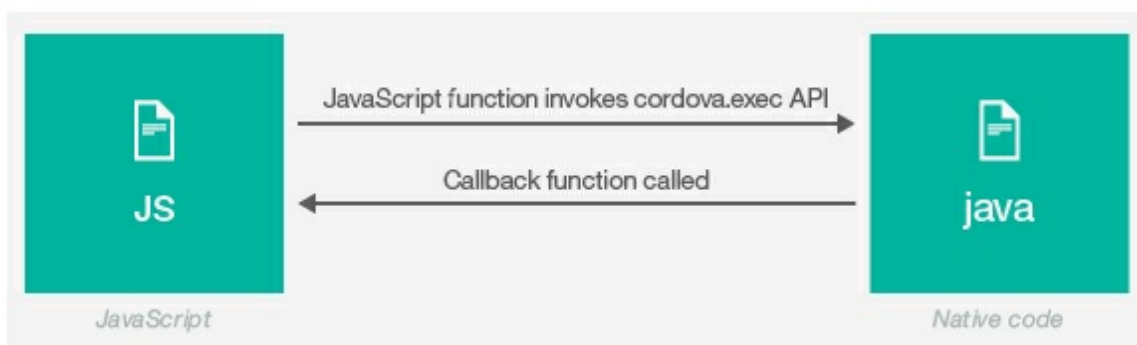 JavaScript function invokes cordova.exec API
Callback function called
JS
java
JavaScript
Native code